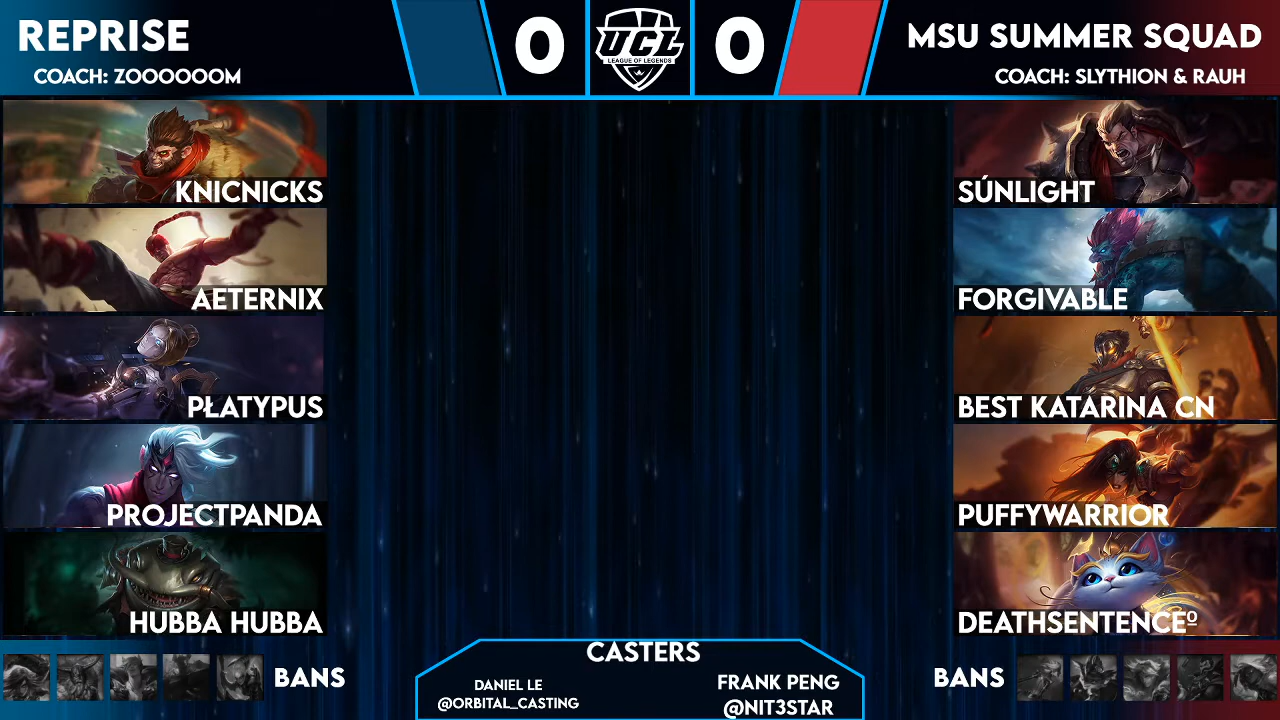 REPRISE
COACH: ZOOOOOOM
0
UCL
LEAGUE OF LEGENDS
0
MSU SUMMER SQUAD
COACH: SLYTHION & RAUH
KNICNICKS
AETERNIX
PŁATYPUS
PROJECTPANDA
HUBBA HUBBA
SÚNLIGHT
FORGIVABLE
BEST KATARINA CN
PUFFYWARRIOR
DEATHSENTENCEº
BANS
CASTERS
DANIEL LE
@ORBITAL_CASTING
FRANK PENG
@NIT3STAR
BANS